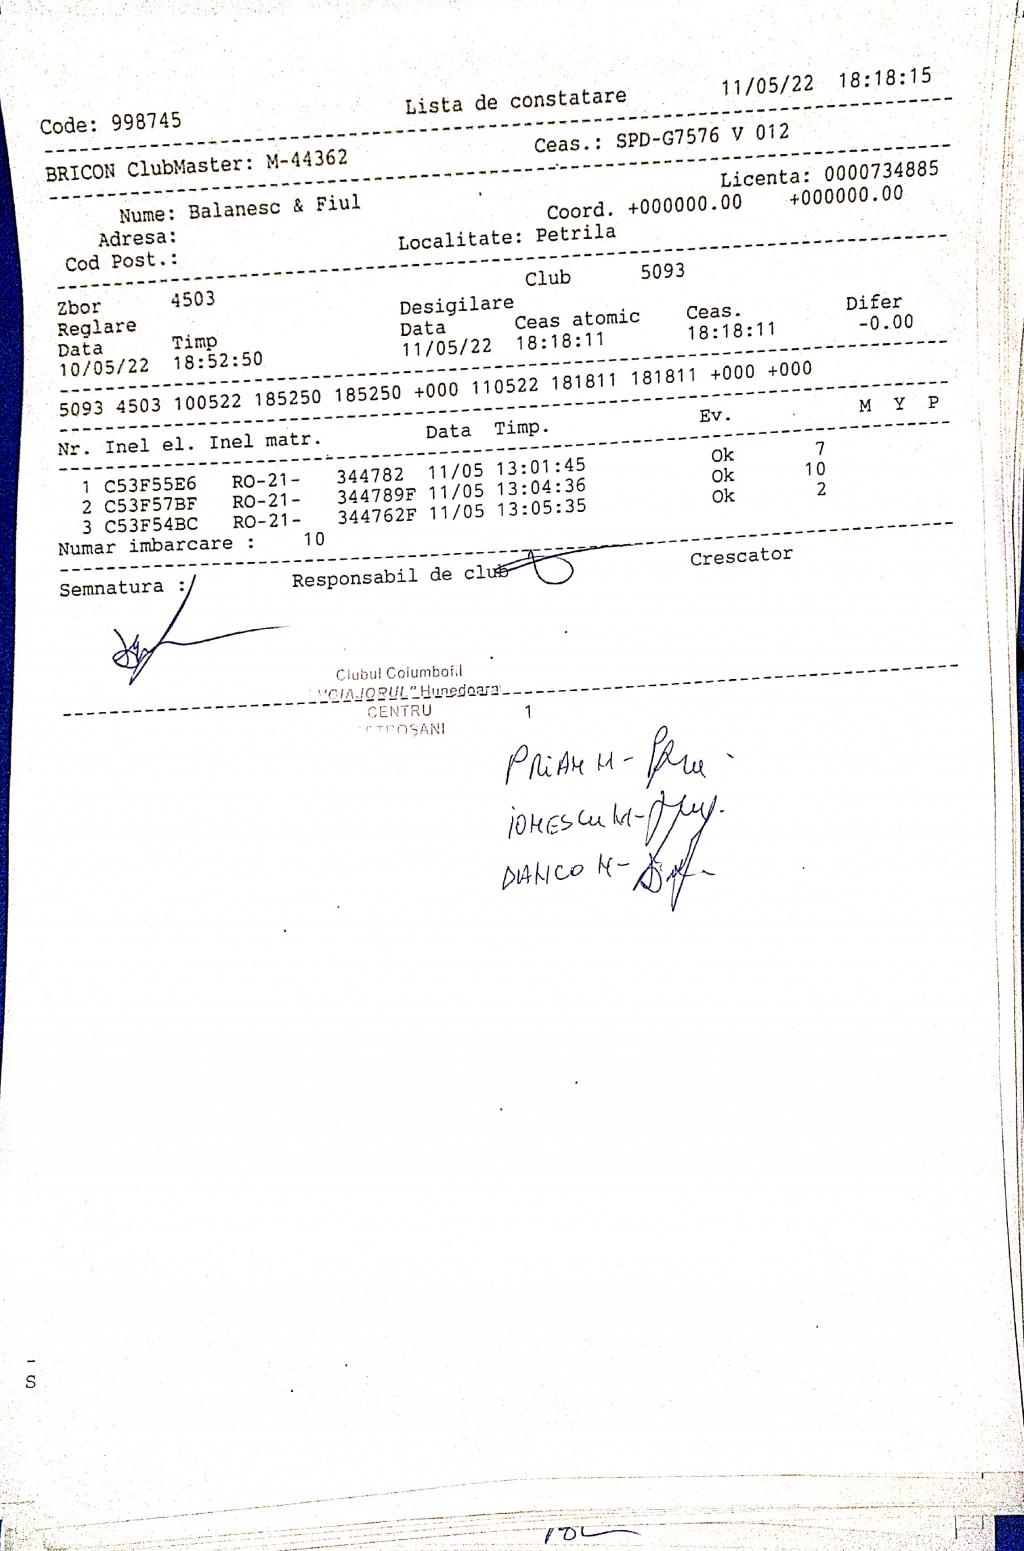 Lista de constatare 11/05/22 18:18:15
Code: 998745
BRICON ClubMaster: M-44362 Ceas.: SPD-G7576 V 012
Licenta: 0000734885
Nume: Balanesc & Fiul Coord. +000000.00 +000000.00
Adresa:
Cod Post.: Localitate: Petrila
Club 5093
Zbor 4503
Reglare Desigilare
Data Timp Data Ceas atomic Ceas. Difer
10/05/22 18:52:50 11/05/22 18:18:11 18:18:11 -0.00
5093 4503 100522 185250 185250 +000 110522 181811 181811 +000 +000
Nr. Inel el. Inel matr. Data Timp. Ev. M Y P
1 C53F55E6 RO-21- 344782 11/05 13:01:45 Ok 7
2 C53F57BF RO-21- 344789F 11/05 13:04:36 Ok 10
3 C53F54BC RO-21- 344762F 11/05 13:05:35 Ok 2
Numar imbarcare : 10
Semnatura : Responsabil de club Crescator
Clubul Columbofil
"VOIAJORUL" Hunedoara
CENTRU
PETROȘANI
1
PRIAM M-
IONESCU M-
DIANCO M-
S